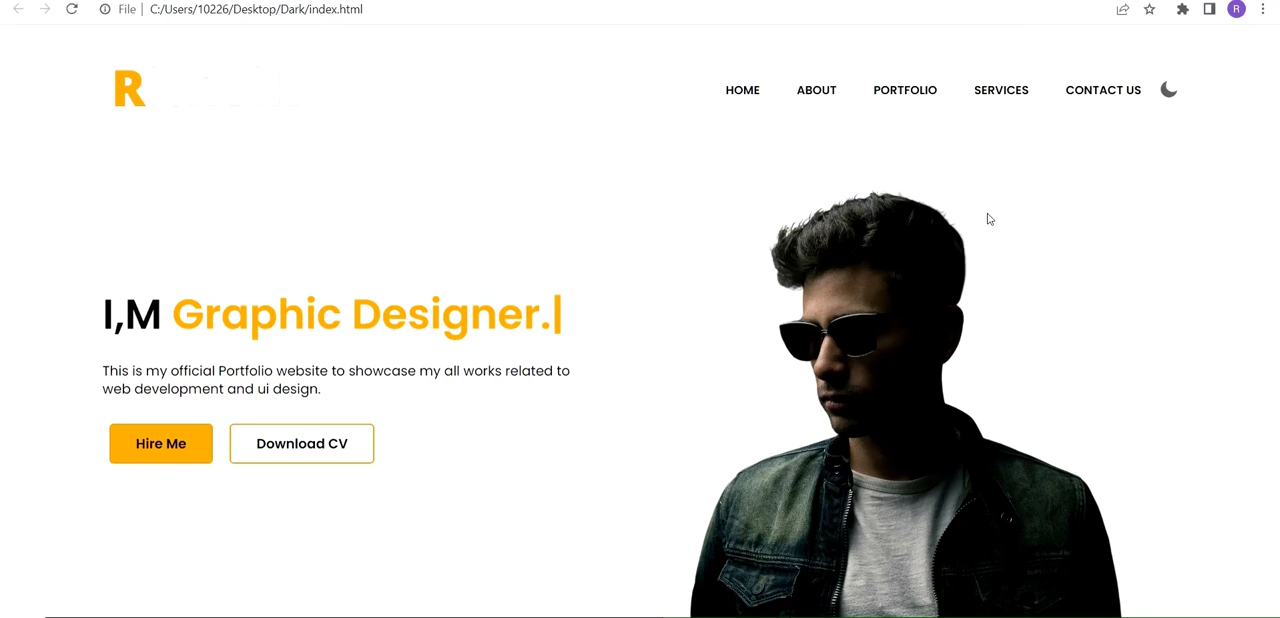 File | C:/Users/10226/Desktop/Dark/index.html
R
R
HOME ABOUT PORTFOLIO SERVICES CONTACT US
I,M Graphic Designer.|
This is my official Portfolio website to showcase my all works related to
web development and ui design.
Hire Me Download CV